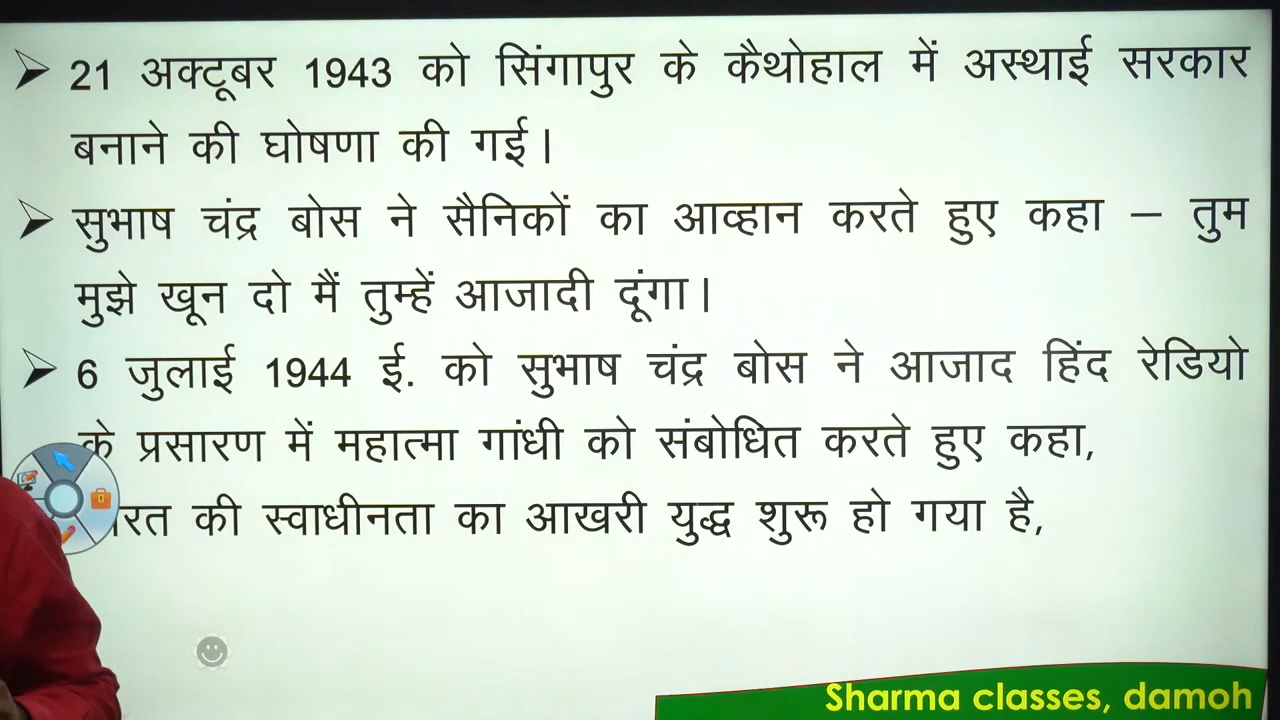 21 अक्टूबर 1943 को सिंगापुर के कैथोहाल में अस्थाई सरकार
बनाने की घोषणा की गई।
सुभाष चंद्र बोस ने सैनिकों का आव्हान करते हुए कहा – तुम
मुझे खून दो मैं तुम्हें आजादी दूंगा।
6 जुलाई 1944 ई. को सुभाष चंद्र बोस ने आजाद हिंद रेडियो
के प्रसारण में महात्मा गांधी को संबोधित करते हुए कहा,
की स्वाधीनता का आखरी युद्ध शुरू हो गया है,
Sharma classes, damoh